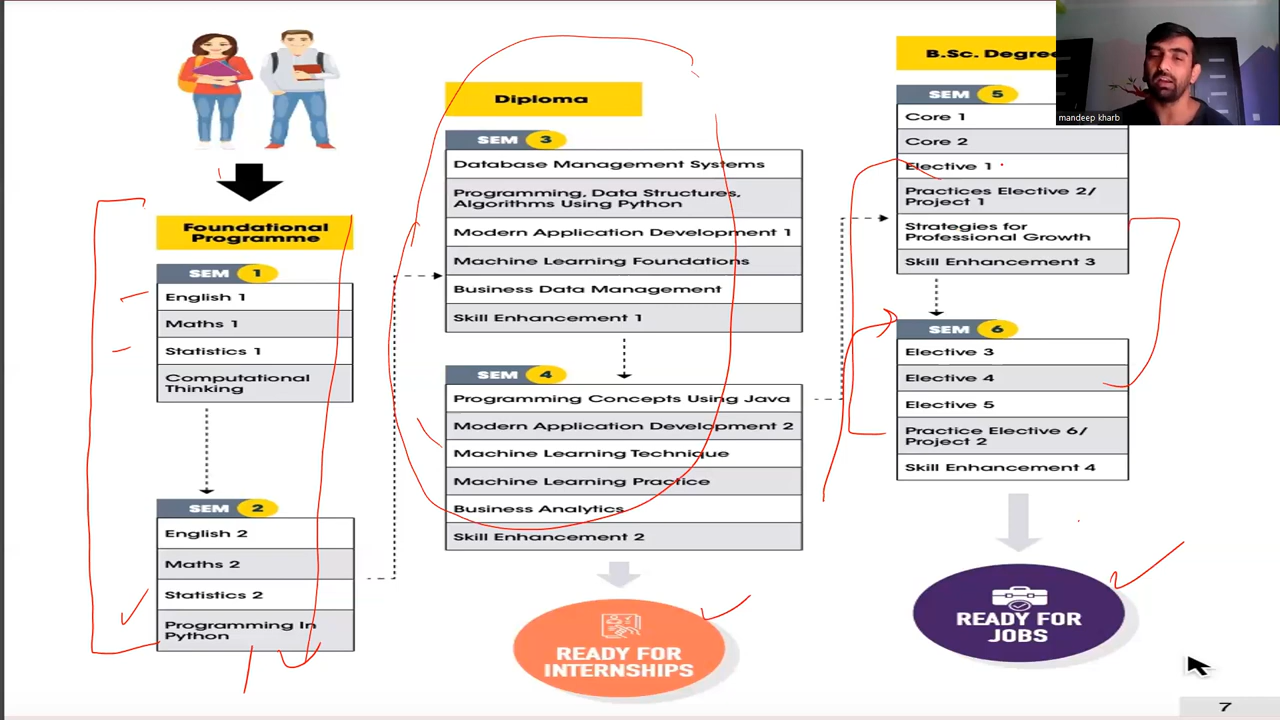 Foundational
Programme
SEM 1
English 1
Maths 1
Statistics 1
Computational
Thinking
SEM 2
English 2
Maths 2
Statistics 2
Programming In
Python
Diploma
SEM 3
Database Management Systems
Programming, Data Structures,
Algorithms Using Python
Modern Application Development 1
Machine Learning Foundations
Business Data Management
Skill Enhancement 1
SEM 4
Programming Concepts Using Java
Modern Application Development 2
Machine Learning Technique
Machine Learning Practice
Business Analytics
Skill Enhancement 2
READY FOR
INTERNSHIPS
B.Sc. Degree
SEM 5
Core 1
Core 2
Elective 1
Practices Elective 2/
Project 1
Strategies for
Professional Growth
Skill Enhancement 3
SEM 6
Elective 3
Elective 4
Elective 5
Practice Elective 6/
Project 2
Skill Enhancement 4
READY FOR
JOBS
mandeep kharb
7